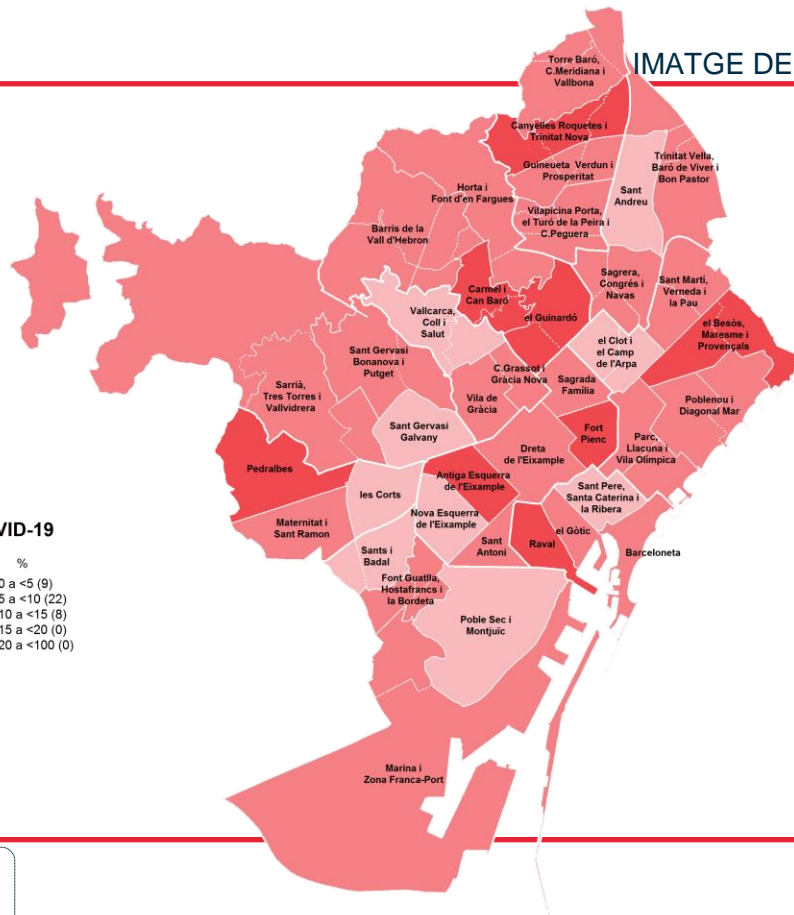 IMATGE DE
Torre Baró,
C.Meridiana i
Vallbona
Canyelles Roquetes i
Trinitat Nova
Guineueta Verdun i
Prosperitat
Trinitat Vella,
Baró de Viver i
Bon Pastor
Sant
Andreu
Horta i
Font d'en Fargues
Vilapicina Porta,
el Turó de la Peira i
C.Peguera
Barris de la
Vall d'Hebron
Sagrera,
Congrés i
Navas
Sant Martí,
Verneda i
la Pau
Carmel i
Can Baró
Vallcarca,
Coll i
Salut
el Guinardó
el Besòs,
Maresme i
Provençals
el Clot i
el Camp
de l'Arpa
Sant Gervasi
Bonanova i
Putget
C.Grassot i
Gràcia Nova
Sagrada
Família
Sarrià,
Tres Torres i
Vallvidrera
Vila de
Gràcia
Poblenou i
Diagonal Mar
Sant Gervasi
Galvany
Fort
Pienc
Parc,
Llacuna i
Vila Olímpica
Dreta
de l'Eixample
Pedralbes
Antiga Esquerra
de l'Eixample
Sant Pere,
Santa Caterina i
la Ribera
les Corts
Nova Esquerra
de l'Eixample
Maternitat i
Sant Ramon
el Gòtic
Sant
Antoni
Raval
Barceloneta
Sants i
Badal
Font Guatlla,
Hostafrancs i
la Bordeta
Poble Sec i
Montjuïc
Marina i
Zona Franca-Port
VID-19
%
0 a <5 (9)
5 a <10 (22)
10 a <15 (8)
15 a <20 (0)
20 a <100 (0)